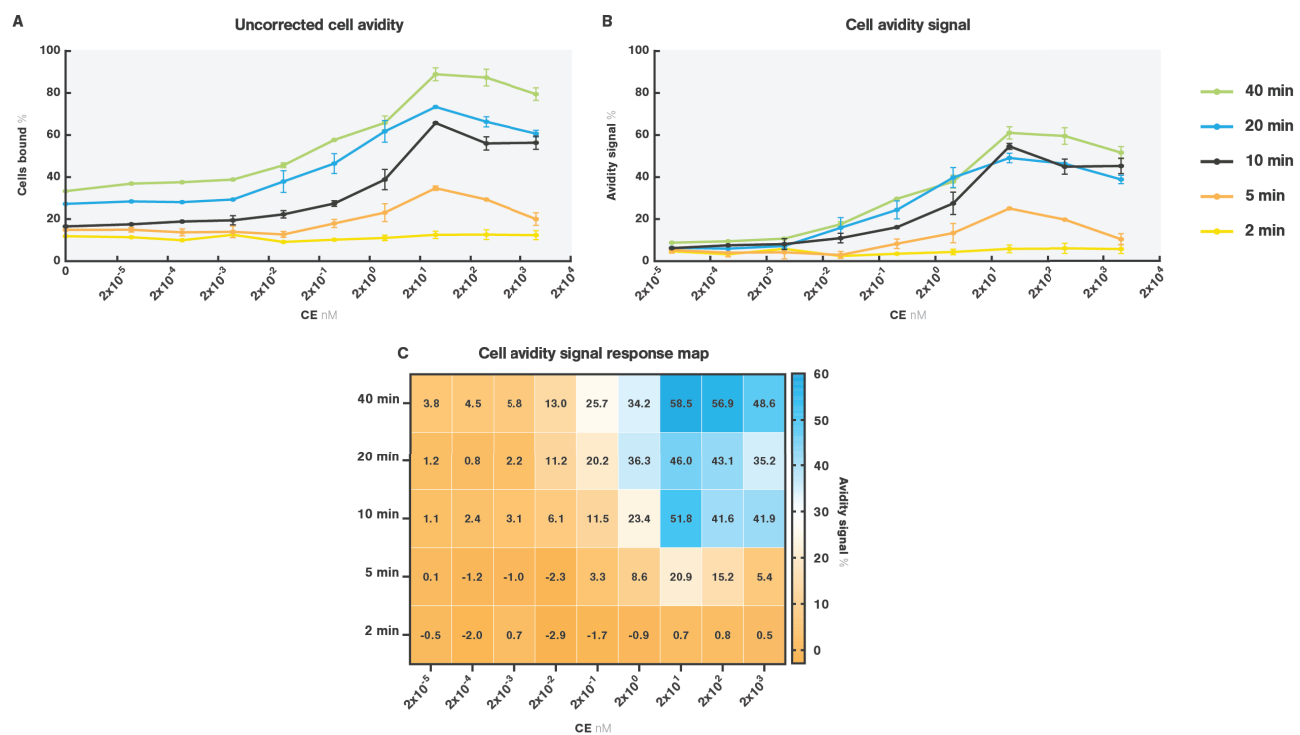 A Uncorrected cell avidity
100
80
60
40
20
0
Cells bound %
0 2x10⁻⁵ 2x10⁻⁴ 2x10⁻³ 2x10⁻² 2x10⁻¹ 2x10⁰ 2x10¹ 2x10² 2x10³ 2x10⁴
CE nM
B Cell avidity signal
100
80
60
40
20
0
Avidity signal %
2x10⁻⁵ 2x10⁻⁴ 2x10⁻³ 2x10⁻² 2x10⁻¹ 2x10⁰ 2x10¹ 2x10² 2x10³ 2x10⁴
CE nM
40 min
20 min
10 min
5 min
2 min
C Cell avidity signal response map
40 min 3.8 4.5 5.8 13.0 25.7 34.2 58.5 56.9 48.6
20 min 1.2 0.8 2.2 11.2 20.2 36.3 46.0 43.1 35.2
10 min 1.1 2.4 3.1 6.1 11.5 23.4 51.8 41.6 41.9
5 min 0.1 -1.2 -1.0 -2.3 3.3 8.6 20.9 15.2 5.4
2 min -0.5 -2.0 0.7 -2.9 -1.7 -0.9 0.7 0.8 0.5
2x10⁻⁵ 2x10⁻⁴ 2x10⁻³ 2x10⁻² 2x10⁻¹ 2x10⁰ 2x10¹ 2x10² 2x10³
CE nM
60
50
40
30
20
10
0
Avidity signal %